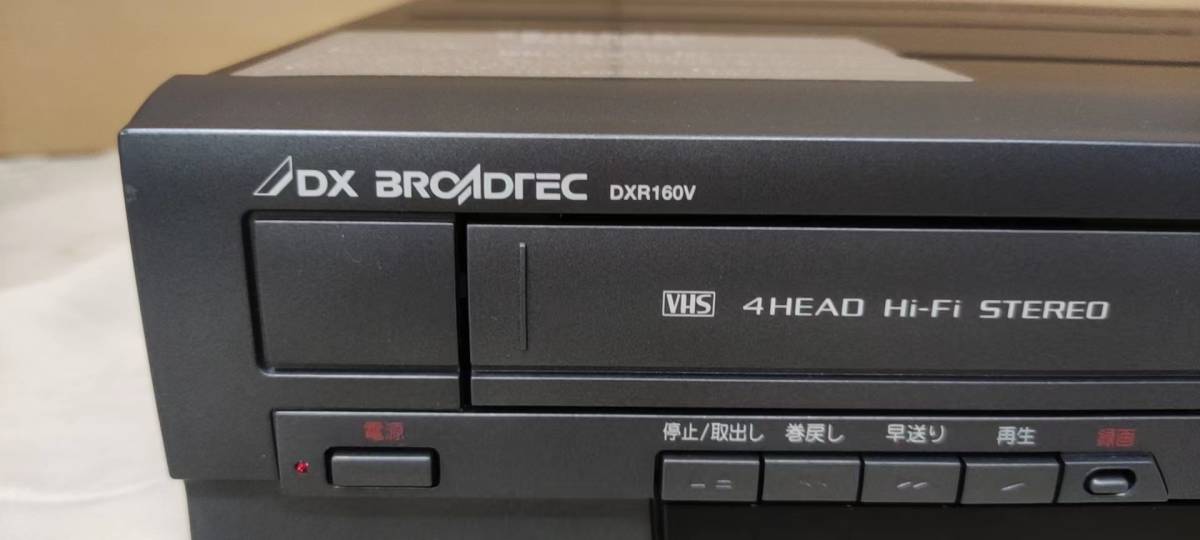 DX BROADTEC DXR160V
VHS 4HEAD Hi-Fi STEREO
電源 停止/取出し 巻戻し 早送り 再生 録画